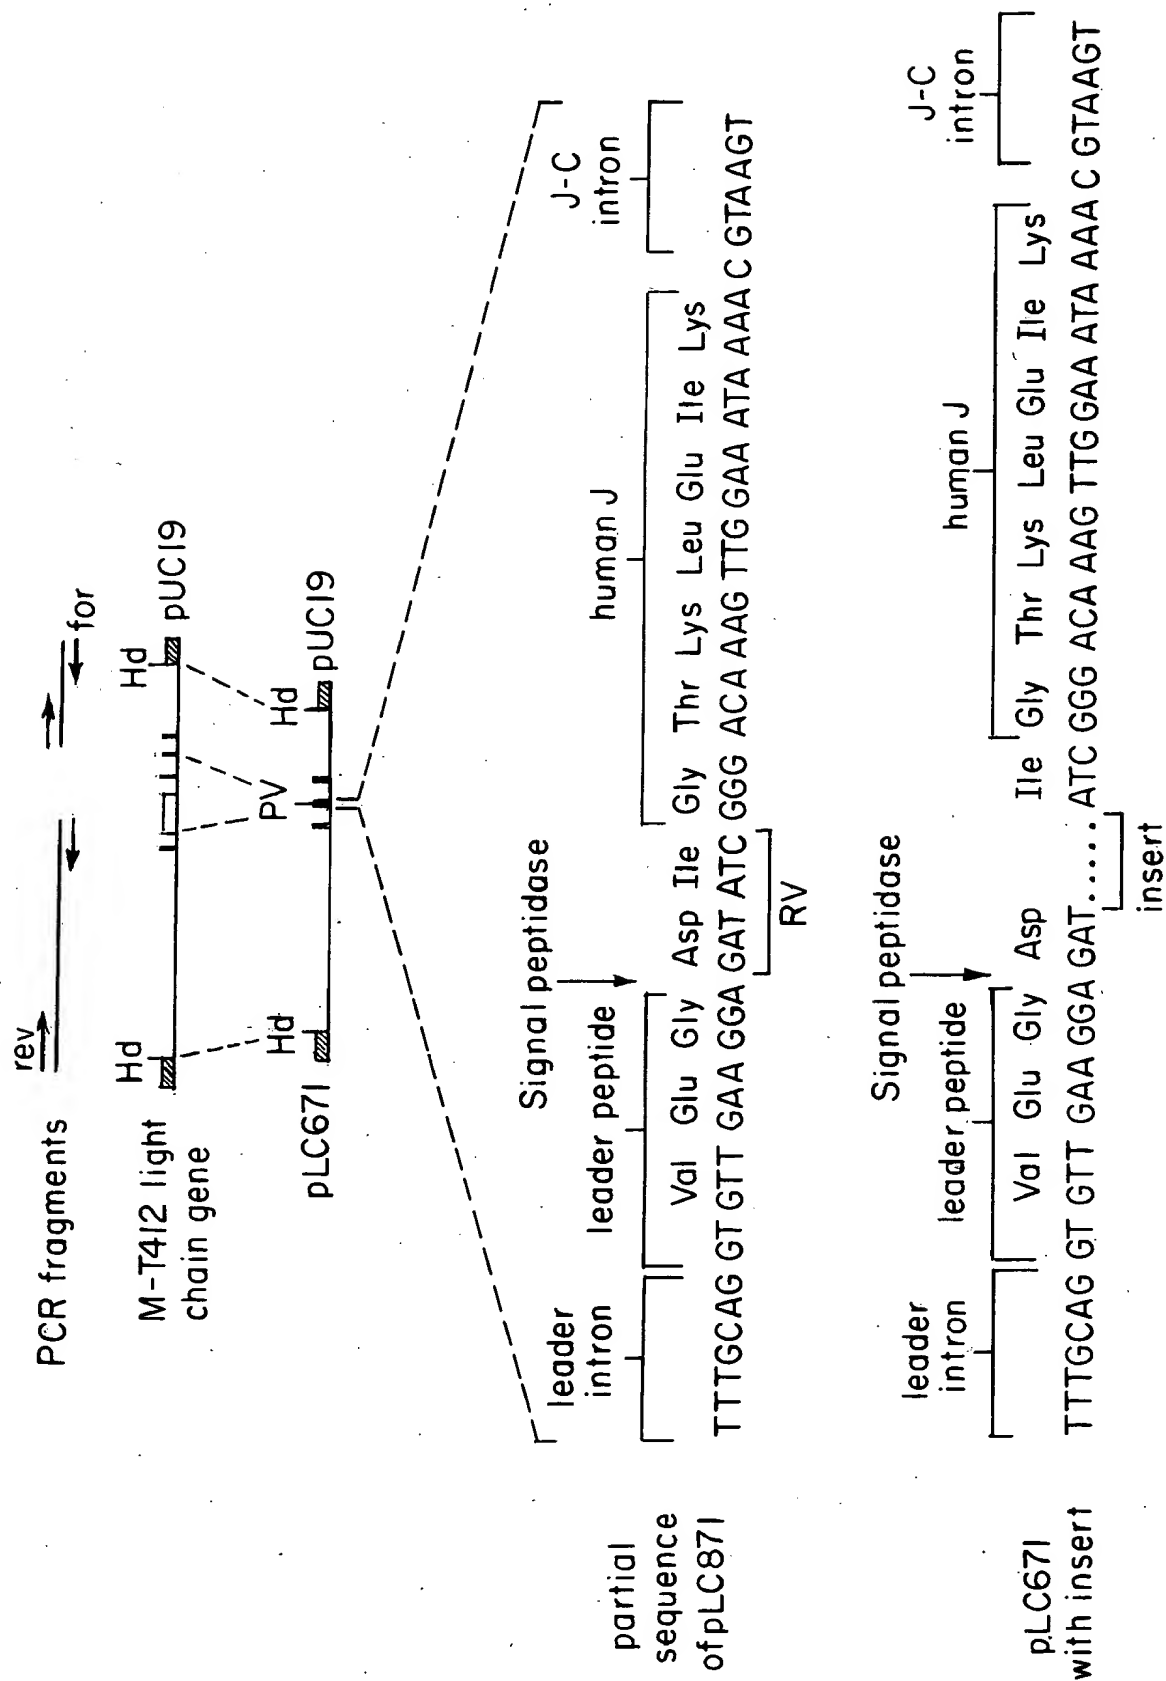 PCR fragments
rev
for
M-T412 light
chain gene
Hd
Hd
pUC19
pLC671
Hd
PV
Hd
pUC19
Signal peptidase
leader
intron
leader peptide
human J
J-C
intron
partial
sequence
of pLC871
Val Glu Gly Asp Ile Gly Thr Lys Leu Glu Ile Lys
TTTGCAG GT GTT GAA GGA GAT ATC GGG ACA AAG TTG GAA ATA AAA C GTAAGT
RV
Signal peptidase
leader
intron
leader peptide
human J
J-C
intron
pLC671
with insert
Val Glu Gly Asp Ile Gly Thr Lys Leu Glu Ile Lys
TTTGCAG GT GTT GAA GGA GAT.....ATC GGG ACA AAG TTG GAA ATA AAA C GTAAGT
insert